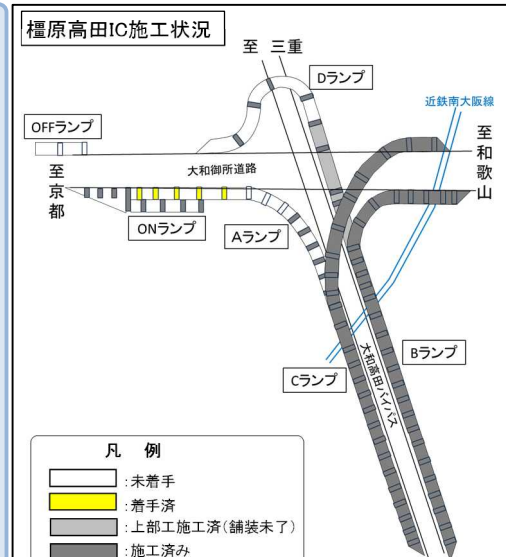 橿原高田IC施工状況
至 三重
Dランプ
近鉄南大阪線
OFFランプ
至和歌山
大和御所道路
至京都
ONランプ
Aランプ
Bランプ
Cランプ
大和高田バイパス
凡 例
:未着手
:着手済
:上部工施工済(舗装未了)
:施工済み